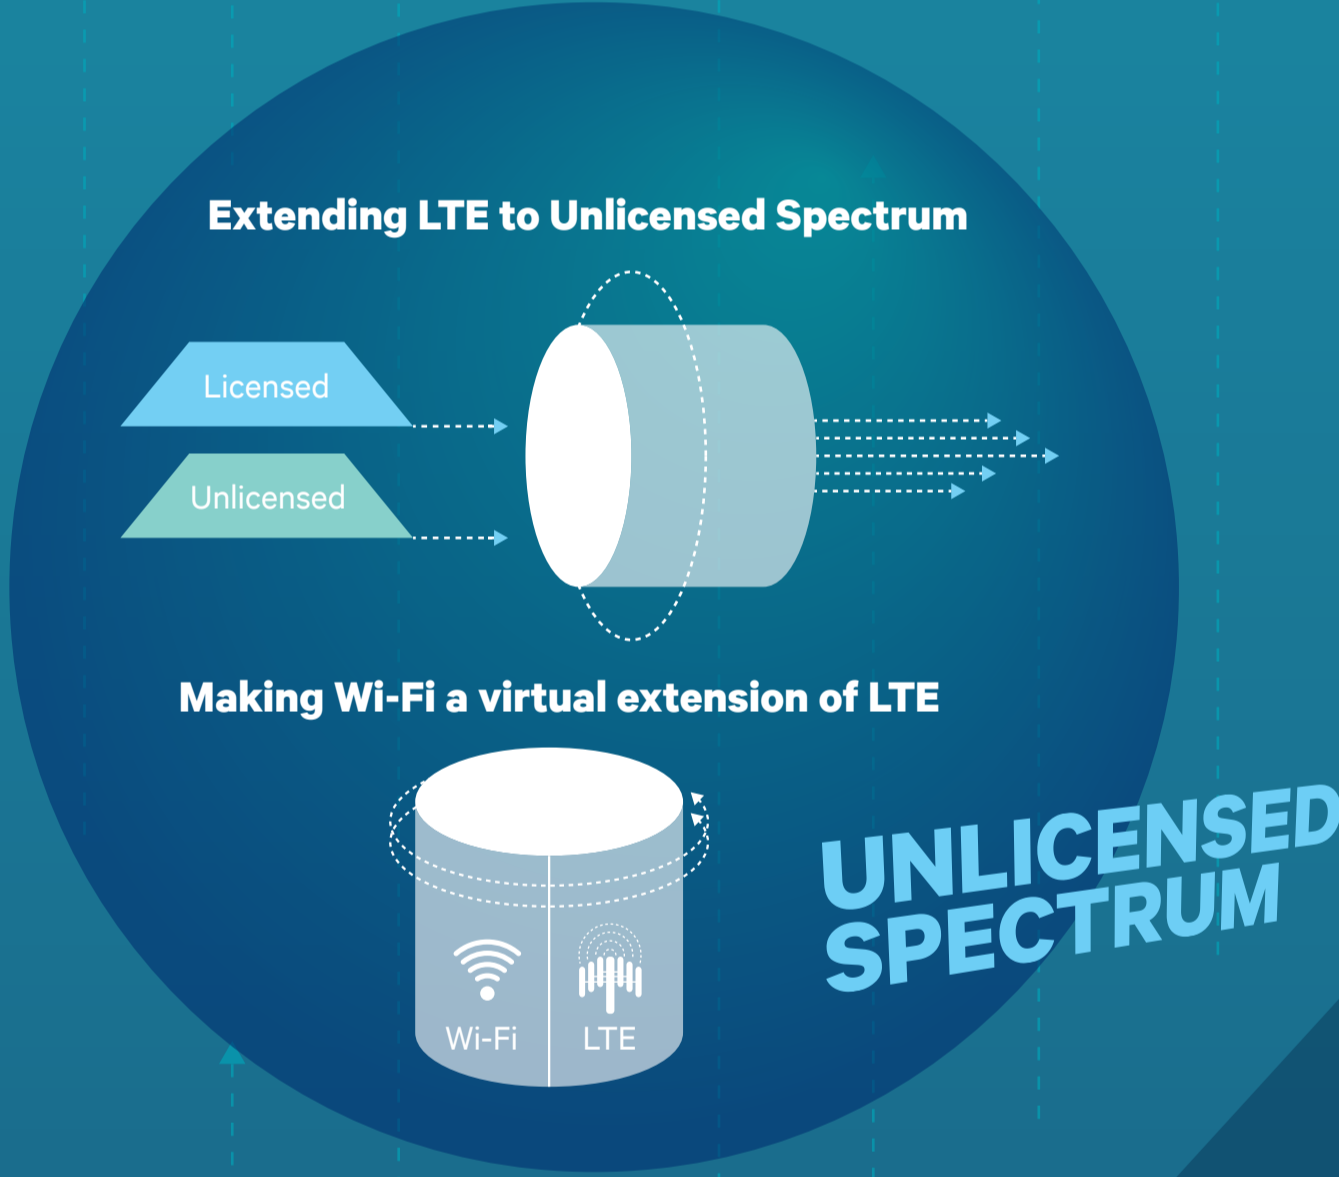 Extending LTE to Unlicensed Spectrum
Licensed
Unlicensed
Making Wi-Fi a virtual extension of LTE
Wi-Fi
LTE
UNLICENSED
SPECTRUM